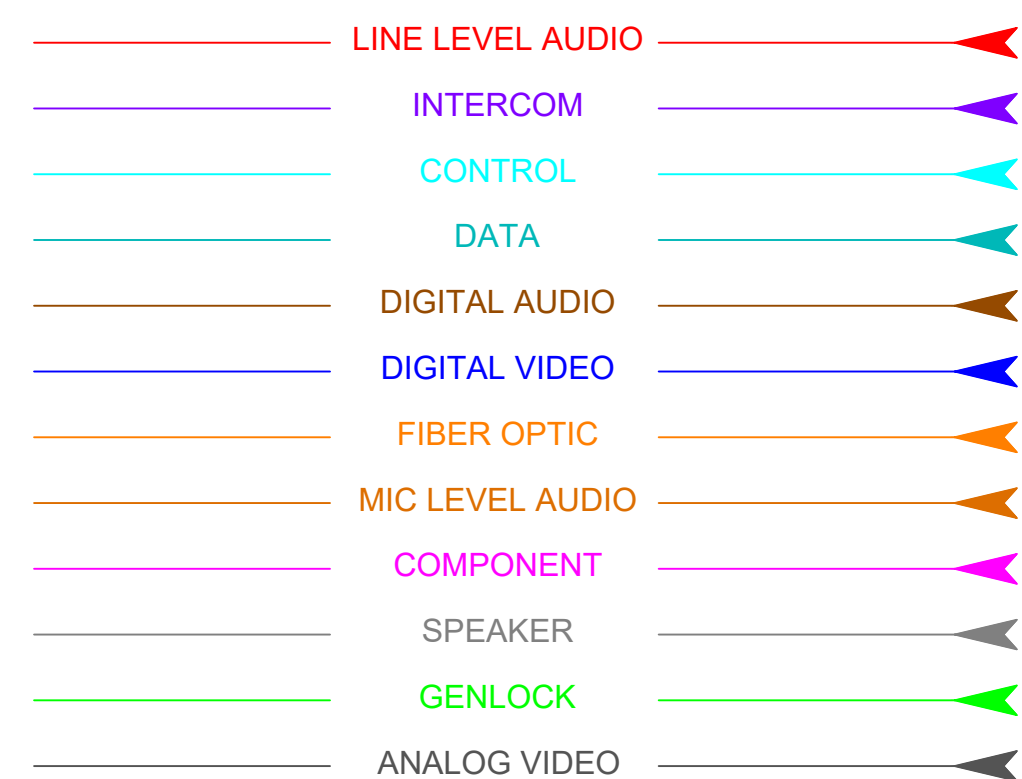 LINE LEVEL AUDIO
INTERCOM
CONTROL
DATA
DIGITAL AUDIO
DIGITAL VIDEO
FIBER OPTIC
MIC LEVEL AUDIO
COMPONENT
SPEAKER
GENLOCK
ANALOG VIDEO